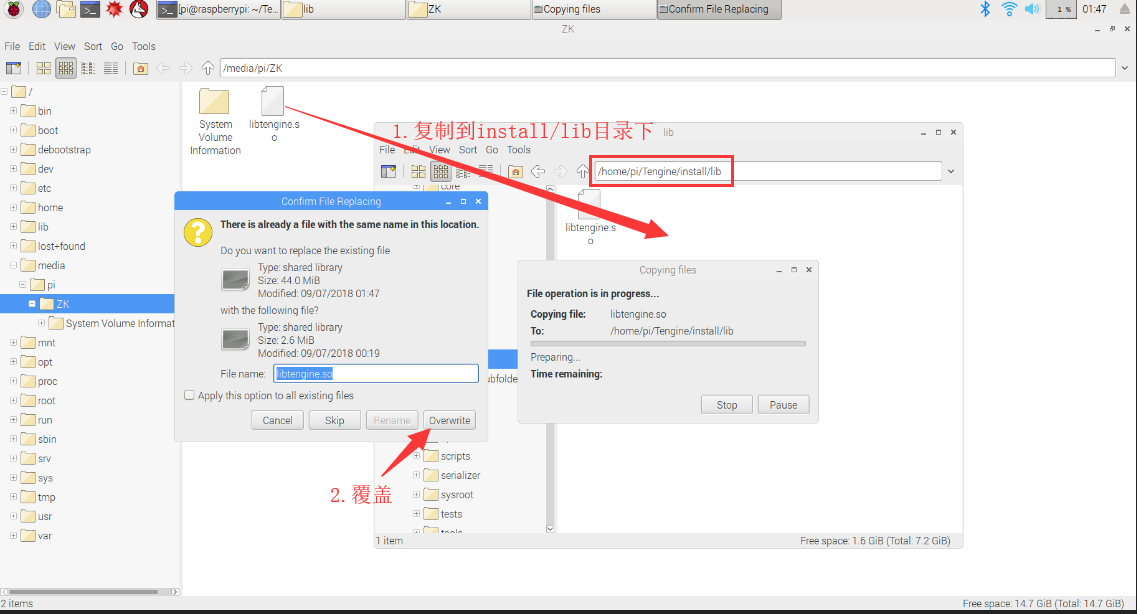 pi@raspberrypi: ~/Te...
lib
ZK
Copying files
Confirm File Replacing
1 %
01:47
ZK
File Edit View Sort Go Tools
/media/pi/ZK
/
bin
boot
debootstrap
dev
etc
home
lib
lost+found
media
pi
ZK
System Volume Informat
mnt
opt
proc
root
run
sbin
srv
sys
tmp
usr
var
System
Volume
Information
libtengine.s
o
1.复制到install/lib目录下
lib
File Edit View Sort Go Tools
/home/pi/Tengine/install/lib
core
libtengine.s
o
Confirm File Replacing
There is already a file with the same name in this location.
Do you want to replace the existing file
Type: shared library
Size: 44.0 MiB
Modified: 09/07/2018 01:47
with the following file?
Type: shared library
Size: 2.6 MiB
Modified: 09/07/2018 00:19
File name: libtengine.so
Apply this option to all existing files
Cancel Skip Rename Overwrite
Copying files
File operation is in progress...
Copying file: libtengine.so
To: /home/pi/Tengine/install/lib
Preparing...
Time remaining:
Stop Pause
ubfolde
2.覆盖
scripts
serializer
sysroot
tests
tools
1 item
Free space: 1.6 GiB (Total: 7.2 GiB)
2 items
Free space: 14.7 GiB (Total: 14.7 GiB)